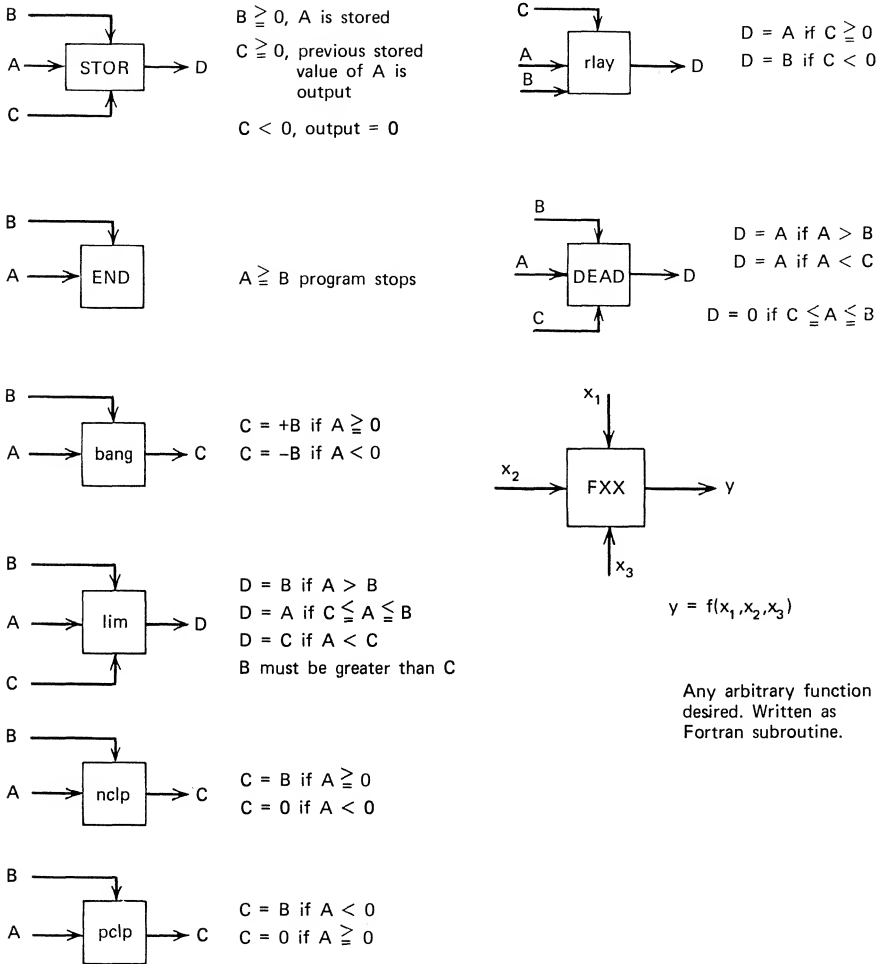 B
B ≧ 0, A is stored
A
STOR
D
C ≧ 0, previous stored
value of A is
output
C
C < 0, output = 0
C
D = A if C ≧ 0
A
rlay
D
D = B if C < 0
B
B
A
END
A ≧ B program stops
B
D = A if A > B
A
DEAD
D
D = A if A < C
C
D = 0 if C ≦ A ≦ B
B
C = +B if A ≧ 0
A
bang
C
C = -B if A < 0
x1
x2
FXX
y
x3
y = f(x1,x2,x3)
Any arbitrary function
desired. Written as
Fortran subroutine.
B
D = B if A > B
A
lim
D
D = A if C ≦ A ≦ B
D = C if A < C
C
B must be greater than C
B
C = B if A ≧ 0
A
nclp
C
C = 0 if A < 0
B
C = B if A < 0
A
pclp
C
C = 0 if A ≧ 0